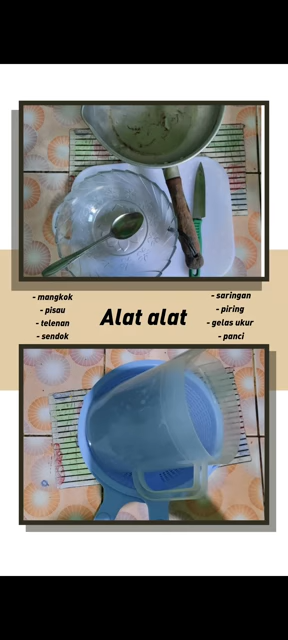 - mangkok
- pisau
- telenan
- sendok
Alat alat
- saringan
- piring
- gelas ukur
- panci